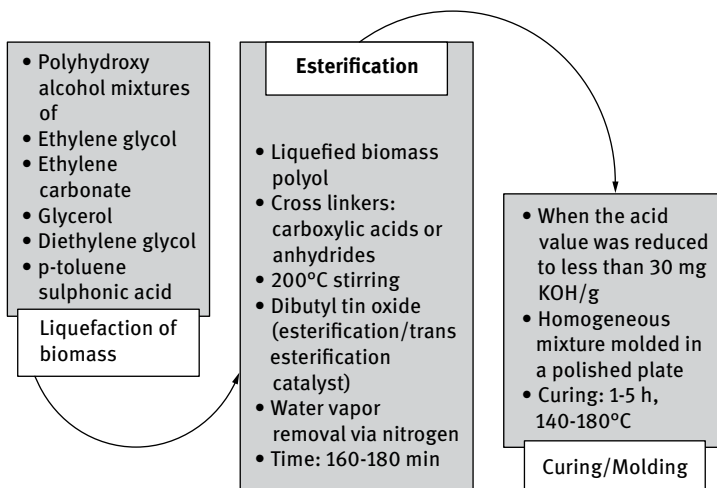 • Polyhydroxy
alcohol mixtures
of
• Ethylene glycol
• Ethylene
carbonate
• Glycerol
• Diethylene glycol
• p-toluene
sulphonic acid
Liquefaction of
biomass
Esterification
• Liquefied biomass
polyol
• Cross linkers:
carboxylic acids or
anhydrides
• 200°C stirring
• Dibutyl tin oxide
(esterification/trans
esterification
catalyst)
• Water vapor
removal via nitrogen
• Time: 160-180 min
• When the acid
value was reduced
to less than 30 mg
KOH/g
• Homogeneous
mixture molded in
a polished plate
• Curing: 1-5 h,
140-180°C
Curing/Molding